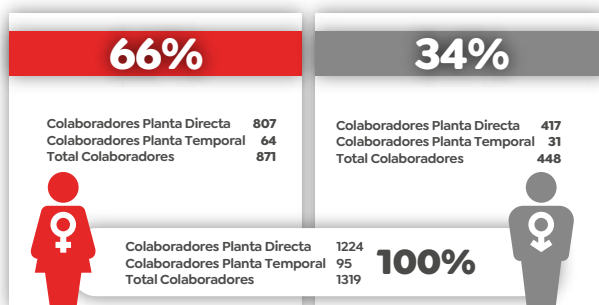 66%
Colaboradores Planta Directa 807
Colaboradores Planta Temporal 64
Total Colaboradores 871
34%
Colaboradores Planta Directa 417
Colaboradores Planta Temporal 31
Total Colaboradores 448
Colaboradores Planta Directa 1224
Colaboradores Planta Temporal 95
Total Colaboradores 1319
100%